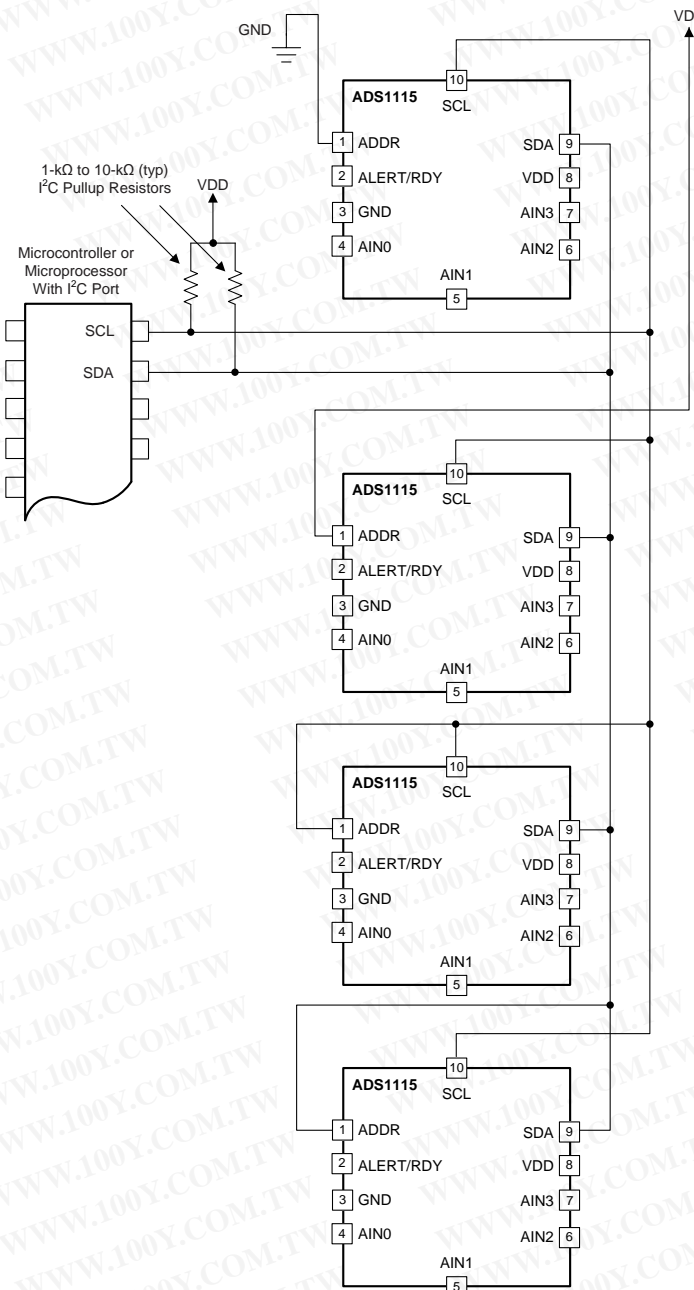 GND
VD
10
ADS1115
SCL
1 ADDR
SDA 9
2 ALERT/RDY
VDD 8
3 GND
AIN3 7
4 AIN0
AIN2 6
AIN1
5
1-kΩ to 10-kΩ (typ)
I²C Pullup Resistors
VDD
Microcontroller or
Microprocessor
With I²C Port
SCL
SDA
10
ADS1115
SCL
1 ADDR
SDA 9
2 ALERT/RDY
VDD 8
3 GND
AIN3 7
4 AIN0
AIN2 6
AIN1
5
10
ADS1115
SCL
1 ADDR
SDA 9
2 ALERT/RDY
VDD 8
3 GND
AIN3 7
4 AIN0
AIN2 6
AIN1
5
10
ADS1115
SCL
1 ADDR
SDA 9
2 ALERT/RDY
VDD 8
3 GND
AIN3 7
4 AIN0
AIN2 6
AIN1
5
WWW.100Y.COM.TW